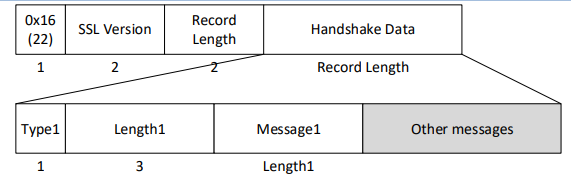 0x16
(22)
SSL Version
Record
Length
Handshake Data
1
2
2
Record Length
Type1
Length1
Message1
Other messages
1
3
Length1